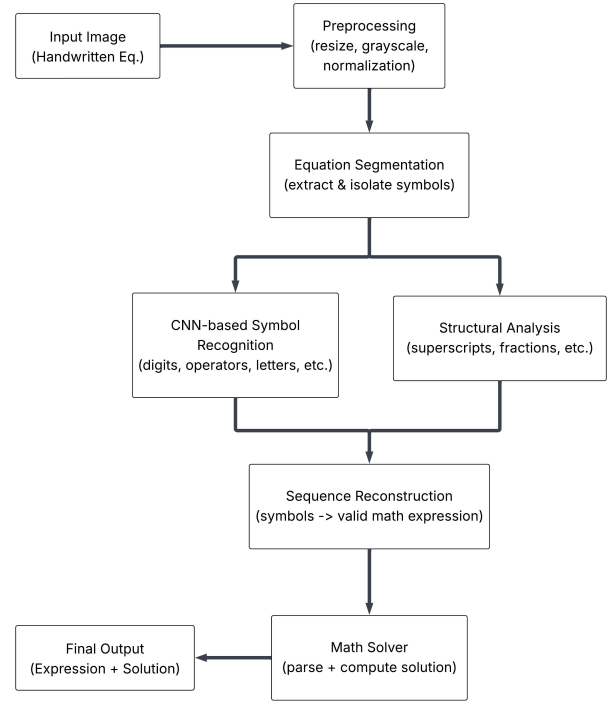 Input Image
(Handwritten Eq.)
Preprocessing
(resize, grayscale,
normalization)
Equation Segmentation
(extract & isolate symbols)
CNN-based Symbol
Recognition
(digits, operators, letters, etc.)
Structural Analysis
(superscripts, fractions, etc.)
Sequence Reconstruction
(symbols -> valid math expression)
Math Solver
(parse + compute solution)
Final Output
(Expression + Solution)